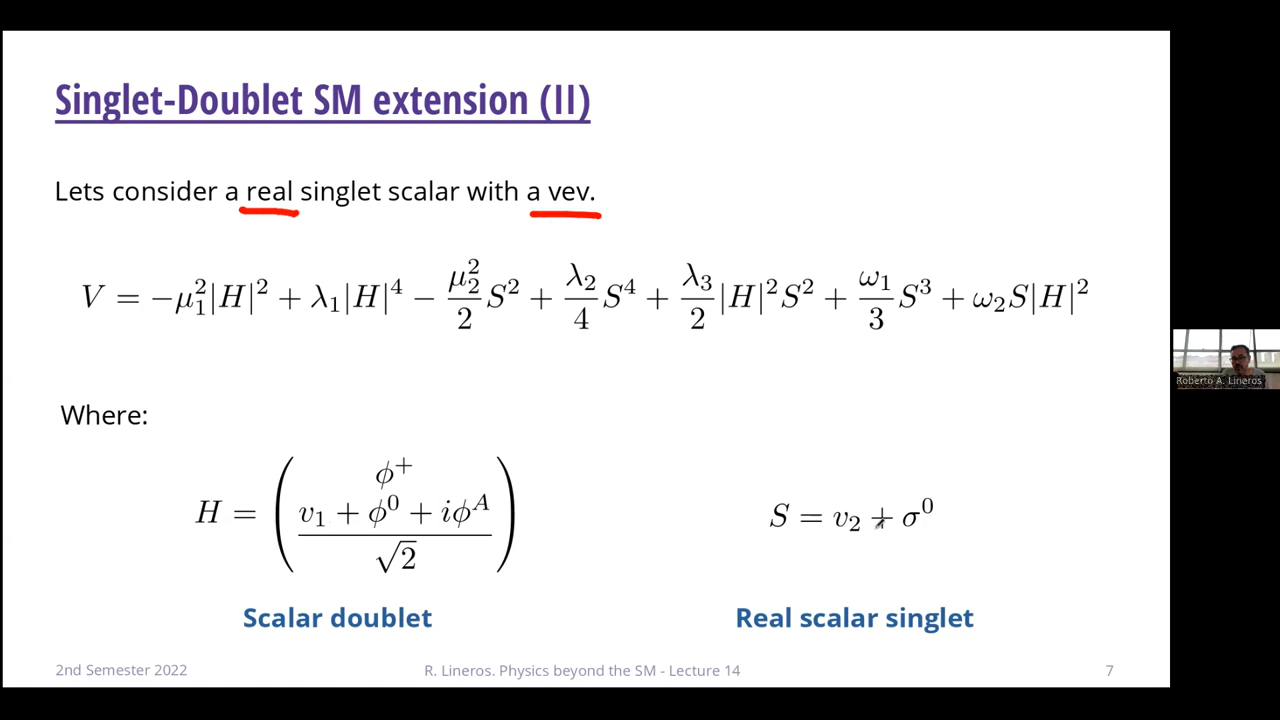 Singlet-Doublet SM extension (II)
Lets consider a real singlet scalar with a vev.
V = −μ₁²|H|² + λ₁|H|⁴ − μ₂²/2 S² + λ₂/4 S⁴ + λ₃/2 |H|²S² + ω₁/3 S³ + ω₂S|H|²
Roberto A. Lineros
Where:
H = ( ϕ⁺ ; (v₁ + ϕ⁰ + iϕᴬ)/√2 )
S = v₂ + σ⁰
Scalar doublet
Real scalar singlet
2nd Semester 2022
R. Lineros. Physics beyond the SM - Lecture 14
7